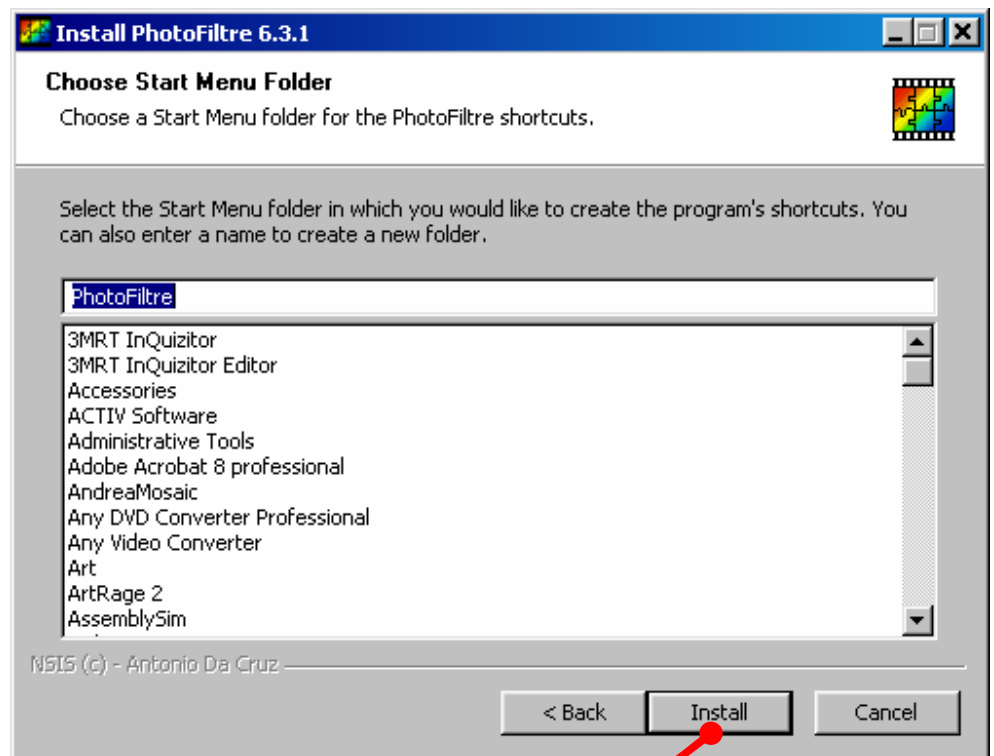 Install PhotoFiltre 6.3.1
Choose Start Menu Folder
Choose a Start Menu folder for the PhotoFiltre shortcuts.
Select the Start Menu folder in which you would like to create the program's shortcuts. You
can also enter a name to create a new folder.
PhotoFiltre
3MRT InQuizitor
3MRT InQuizitor Editor
Accessories
ACTIV Software
Administrative Tools
Adobe Acrobat 8 professional
AndreaMosaic
Any DVD Converter Professional
Any Video Converter
Art
ArtRage 2
AssemblySim
NSIS (c) - Antonio Da Cruz
< Back Install Cancel